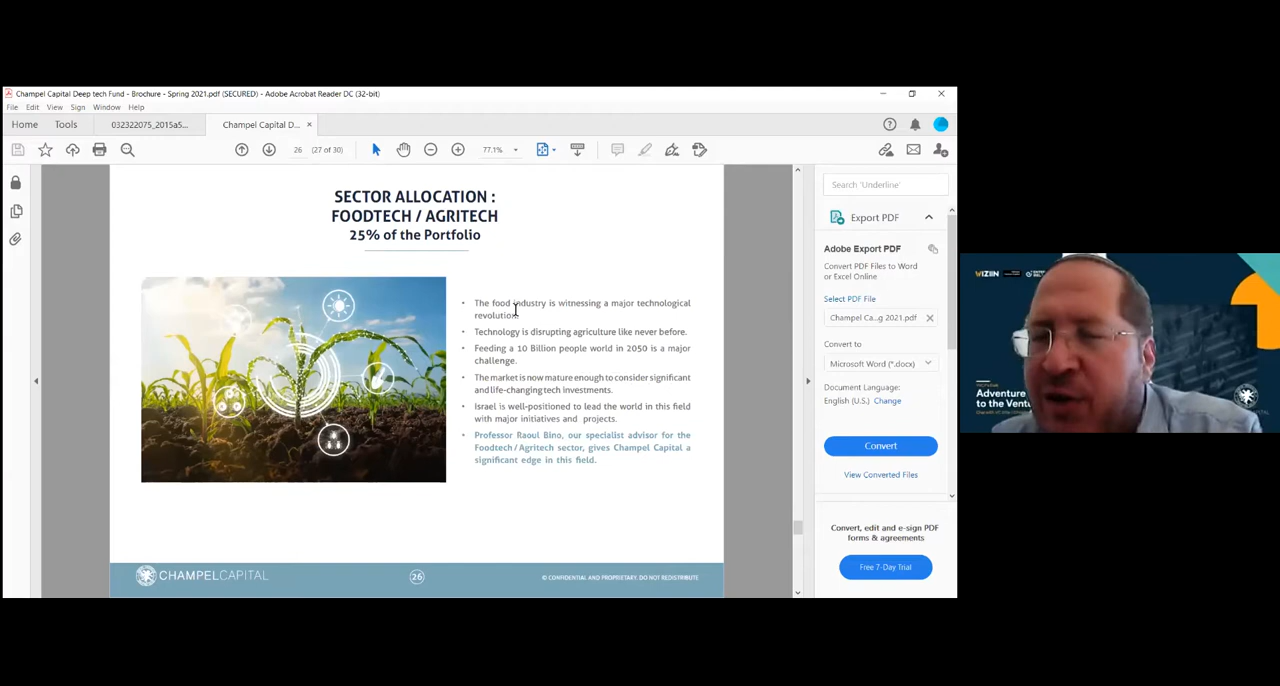 Champel Capital Deep tech Fund - Brochure - Spring 2021.pdf (SECURED) - Adobe Acrobat Reader DC (32-bit)
File Edit View Sign Window Help
Home Tools 032322075_2015a5... Champel Capital D... ×
26 (27 of 30) 77.1%
SECTOR ALLOCATION :
FOODTECH / AGRITECH
25% of the Portfolio
• The food industry is witnessing a major technological
revolution.
• Technology is disrupting agriculture like never before.
• Feeding a 10 Billion people world in 2050 is a major
challenge.
• The market is now mature enough to consider significant
and life-changing tech investments.
• Israel is well-positioned to lead the world in this field
with major initiatives and projects.
• Professor Raoul Bino, our specialist advisor for the
Foodtech / Agritech sector, gives Champel Capital a
significant edge in this field.
CHAMPELCAPITAL
26
© CONFIDENTIAL AND PROPRIETARY. DO NOT REDISTRIBUTE
Search 'Underline'
Export PDF
Adobe Export PDF
Convert PDF Files to Word
or Excel Online
Select PDF File
Champel Ca...g 2021.pdf
Convert to
Microsoft Word (*.docx)
Document Language:
English (U.S.) Change
Convert
View Converted Files
Convert, edit and e-sign PDF
forms & agreements
Free 7-Day Trial
Adventure
to the Ventu